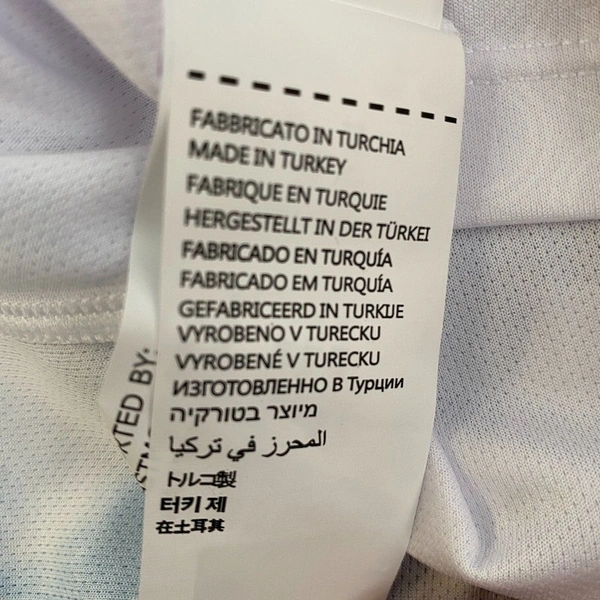 FABBRICATO IN TURCHIA
MADE IN TURKEY
FABRIQUE EN TURQUIE
HERGESTELLT IN DER TÜRKEI
FABRICADO EN TURQUÍA
FABRICADO EM TURQUÍA
GEFABRICEERD IN TURKIJE
VYROBENO V TURECKU
VYROBENÉ V TURECKU
ИЗГОТОВЛЕННО В Турции
מיוצר בטורקיה
المحرز في تركيا
トルコ製
터키 제
在土耳其
TED BY: